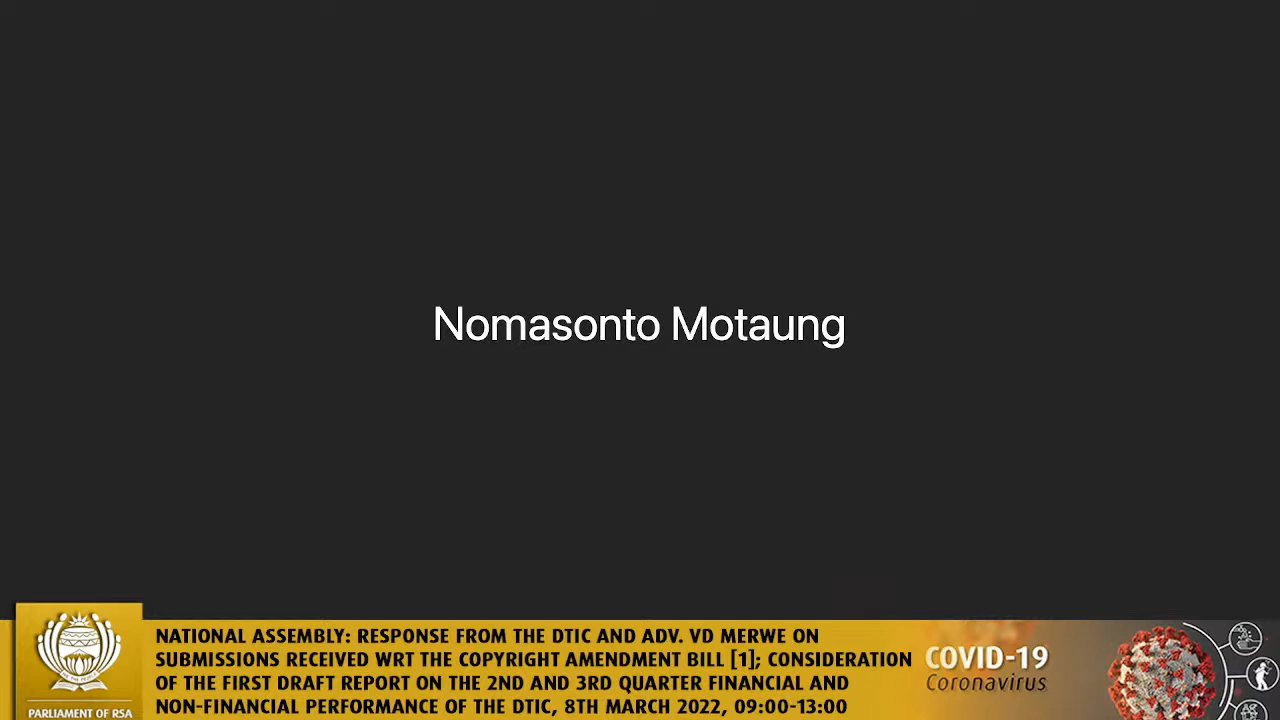 Nomasonto Motaung
NATIONAL ASSEMBLY: RESPONSE FROM THE DTIC AND ADV. VD MERWE ON
SUBMISSIONS RECEIVED WRT THE COPYRIGHT AMENDMENT BILL [1]; CONSIDERATION
OF THE FIRST DRAFT REPORT ON THE 2ND AND 3RD QUARTER FINANCIAL AND
NON-FINANCIAL PERFORMANCE OF THE DTIC, 8TH MARCH 2022, 09:00-13:00
PARLIAMENT OF RSA
COVID-19
Coronavirus